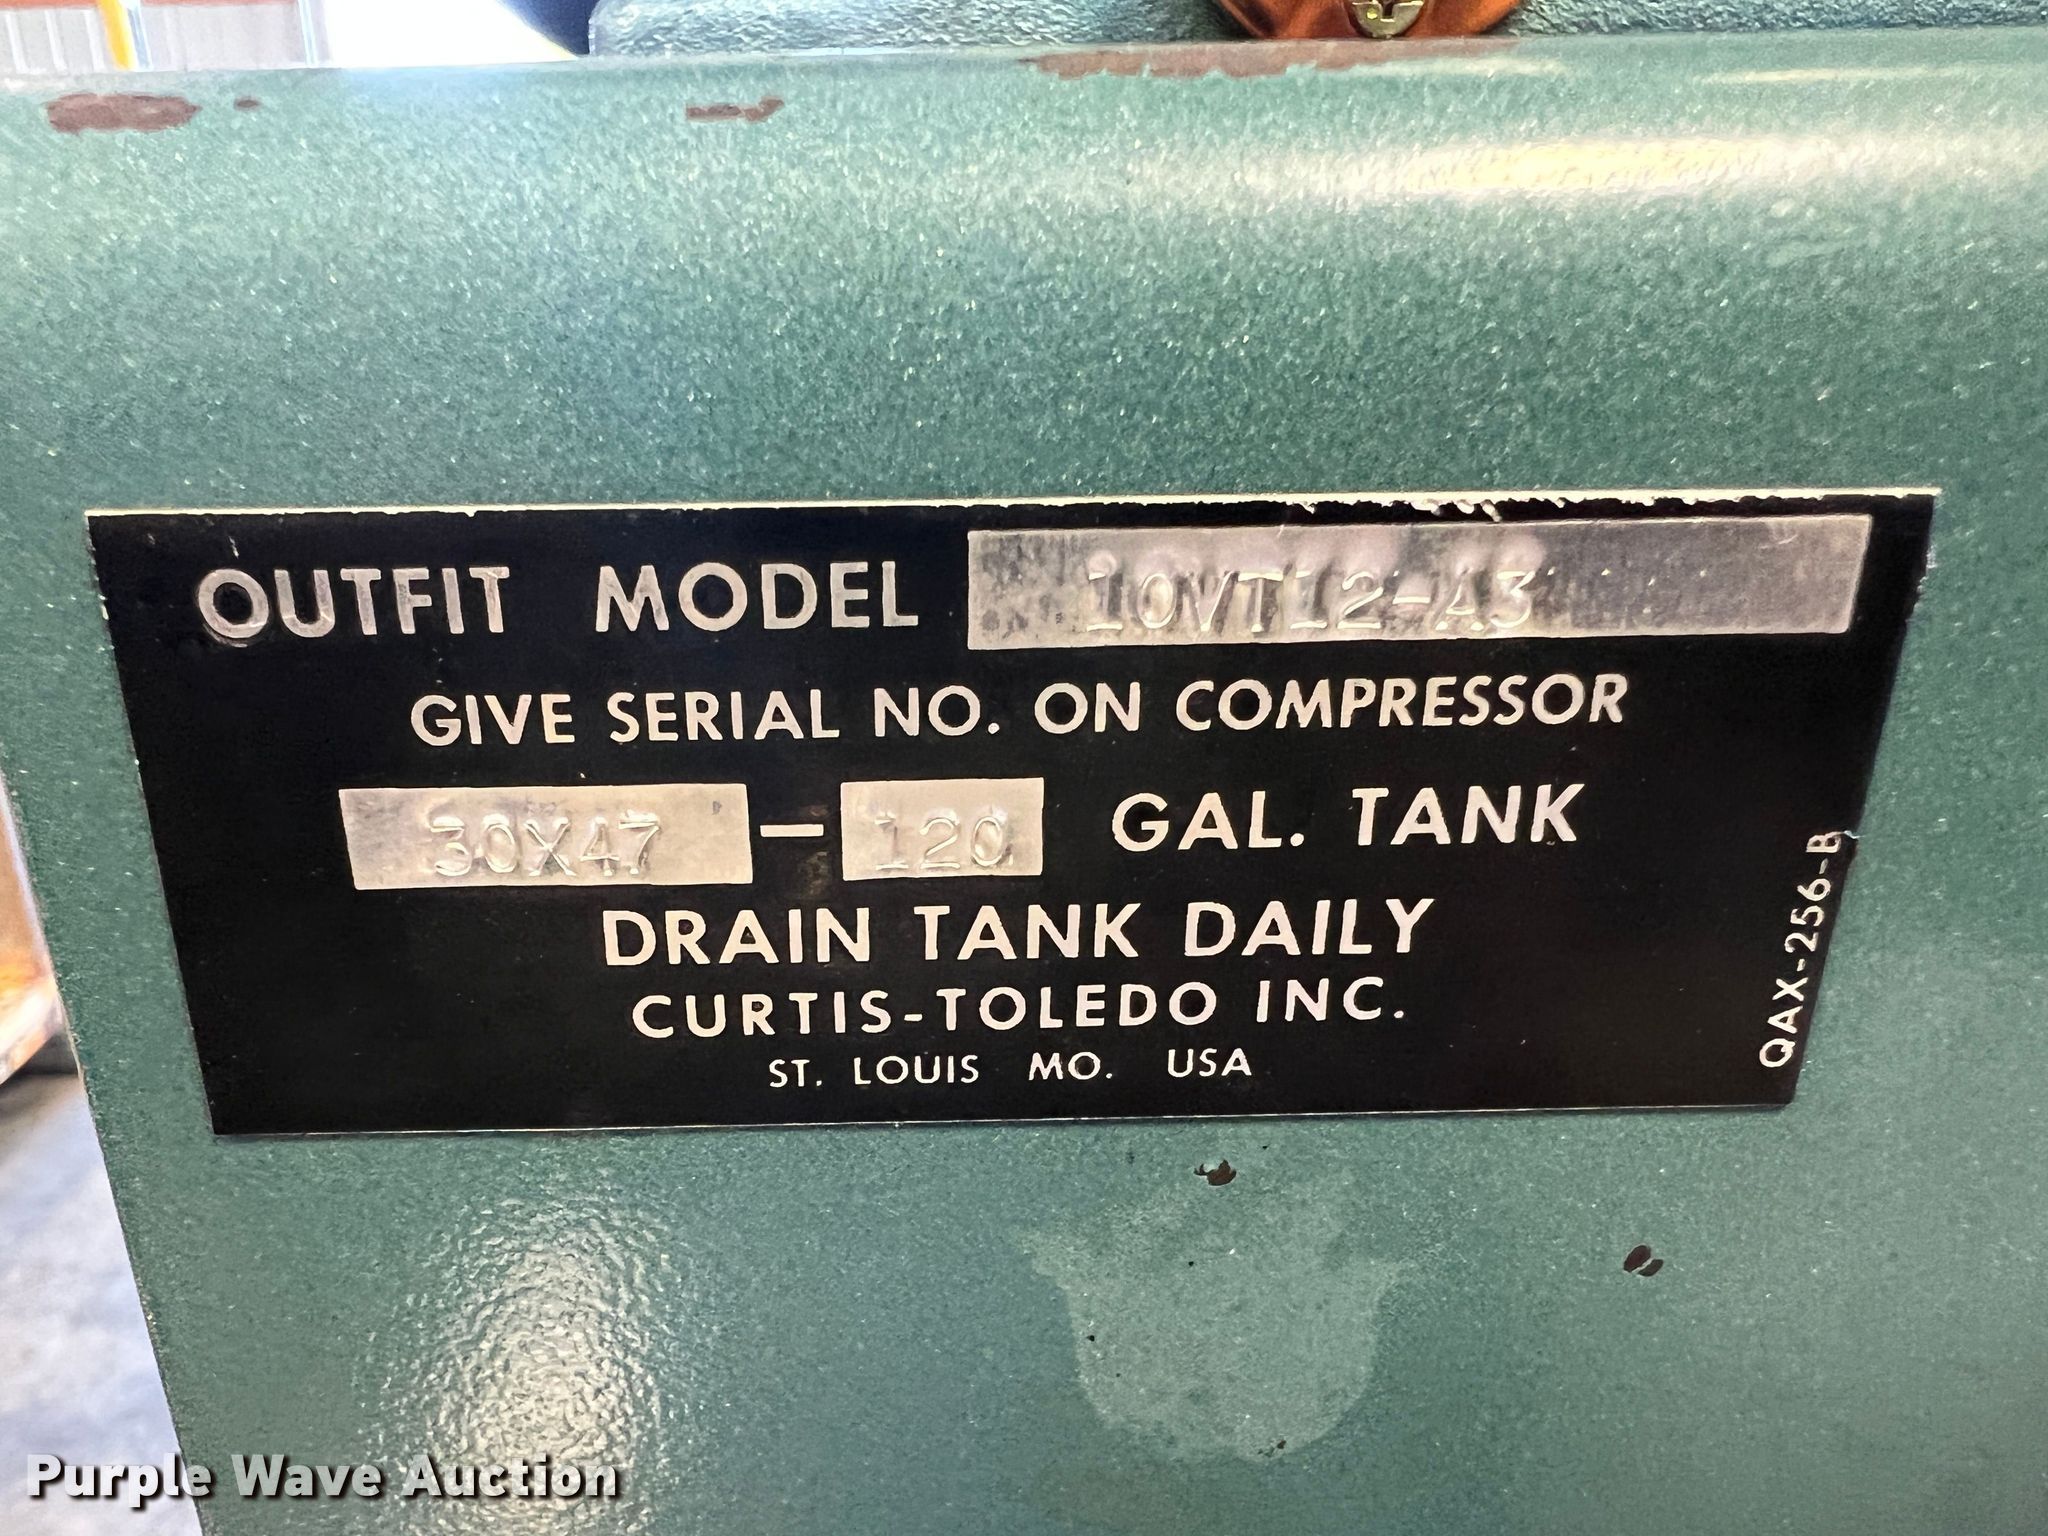 OUTFIT MODEL 10VT12-A3
GIVE SERIAL NO. ON COMPRESSOR
30X47 – 120 GAL. TANK
DRAIN TANK DAILY
CURTIS-TOLEDO INC.
ST. LOUIS MO. USA
QAX-256-B
Purple Wave Auction